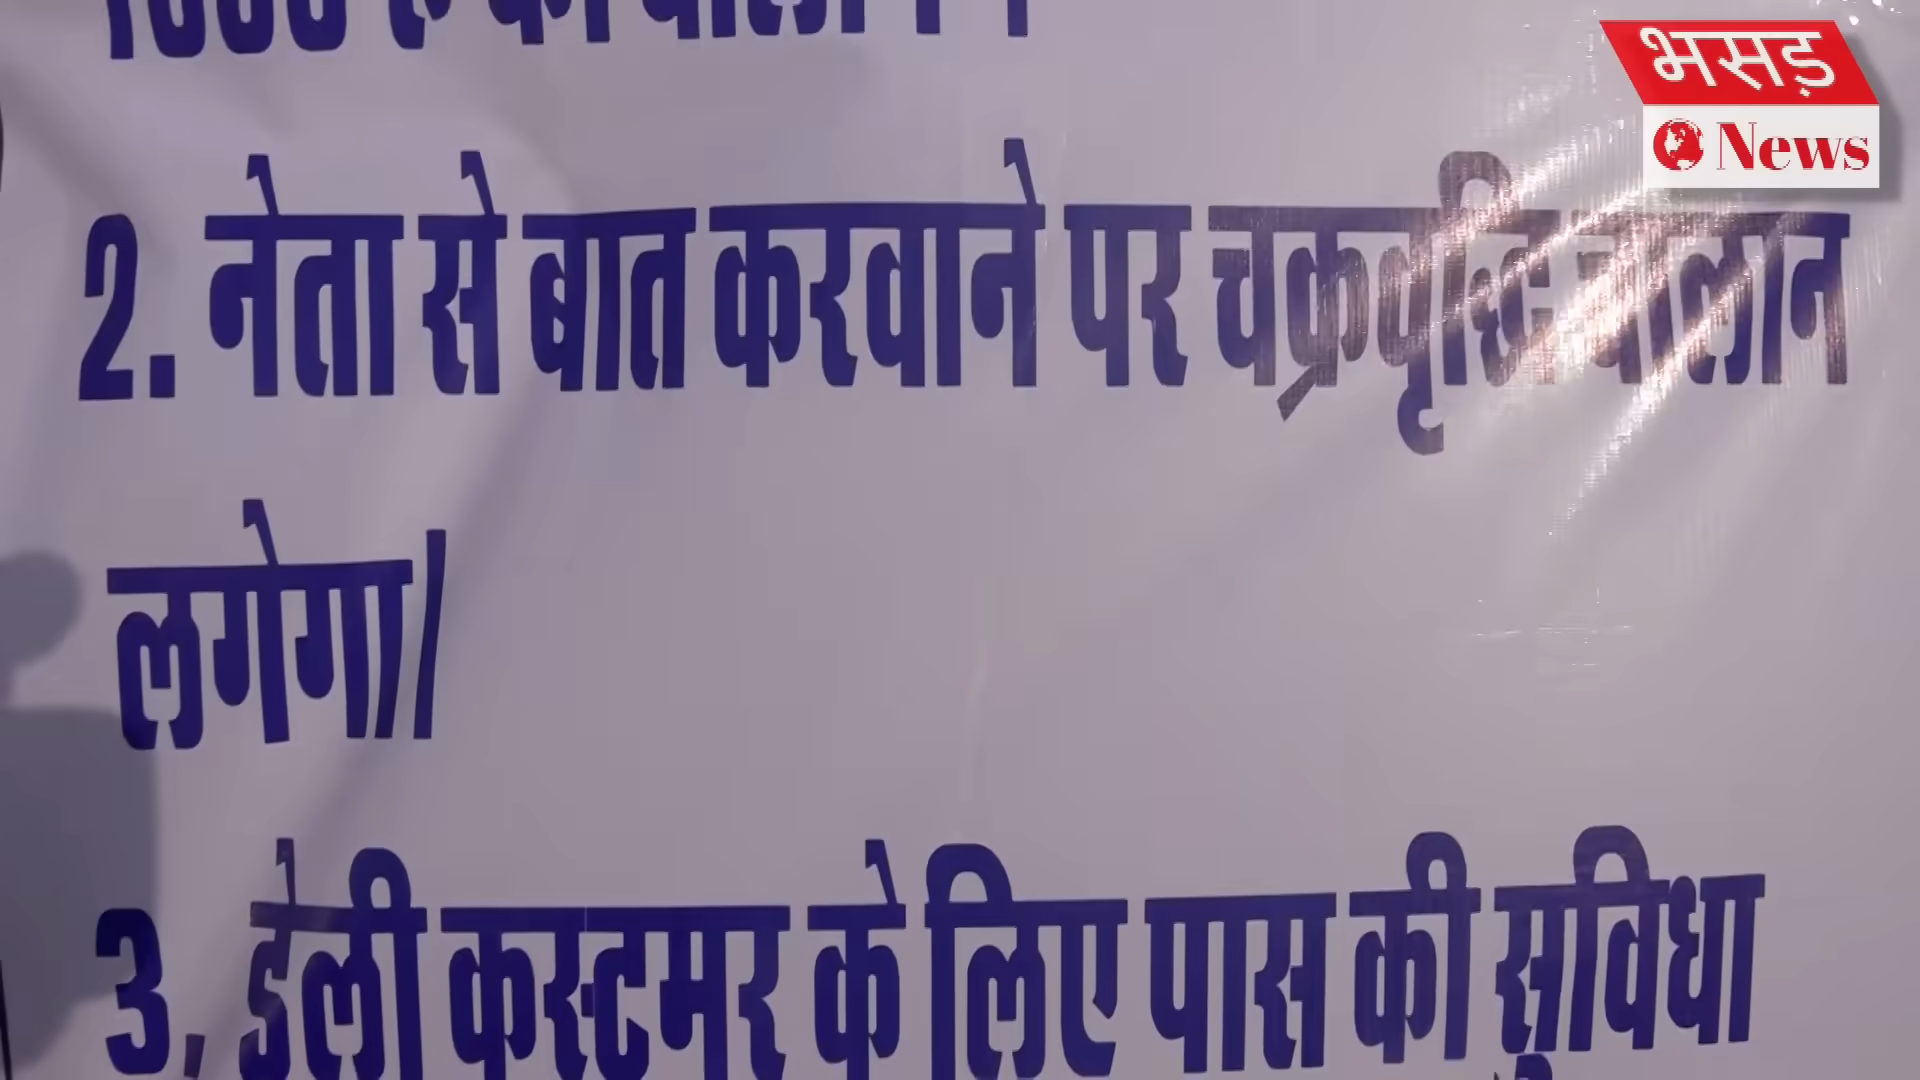 भसड़
News
2. नेता से बात करवाने पर चक्रवृद्धि चालान
लगेगा।
3. डेली कस्टमर के लिए पास की सुविधा